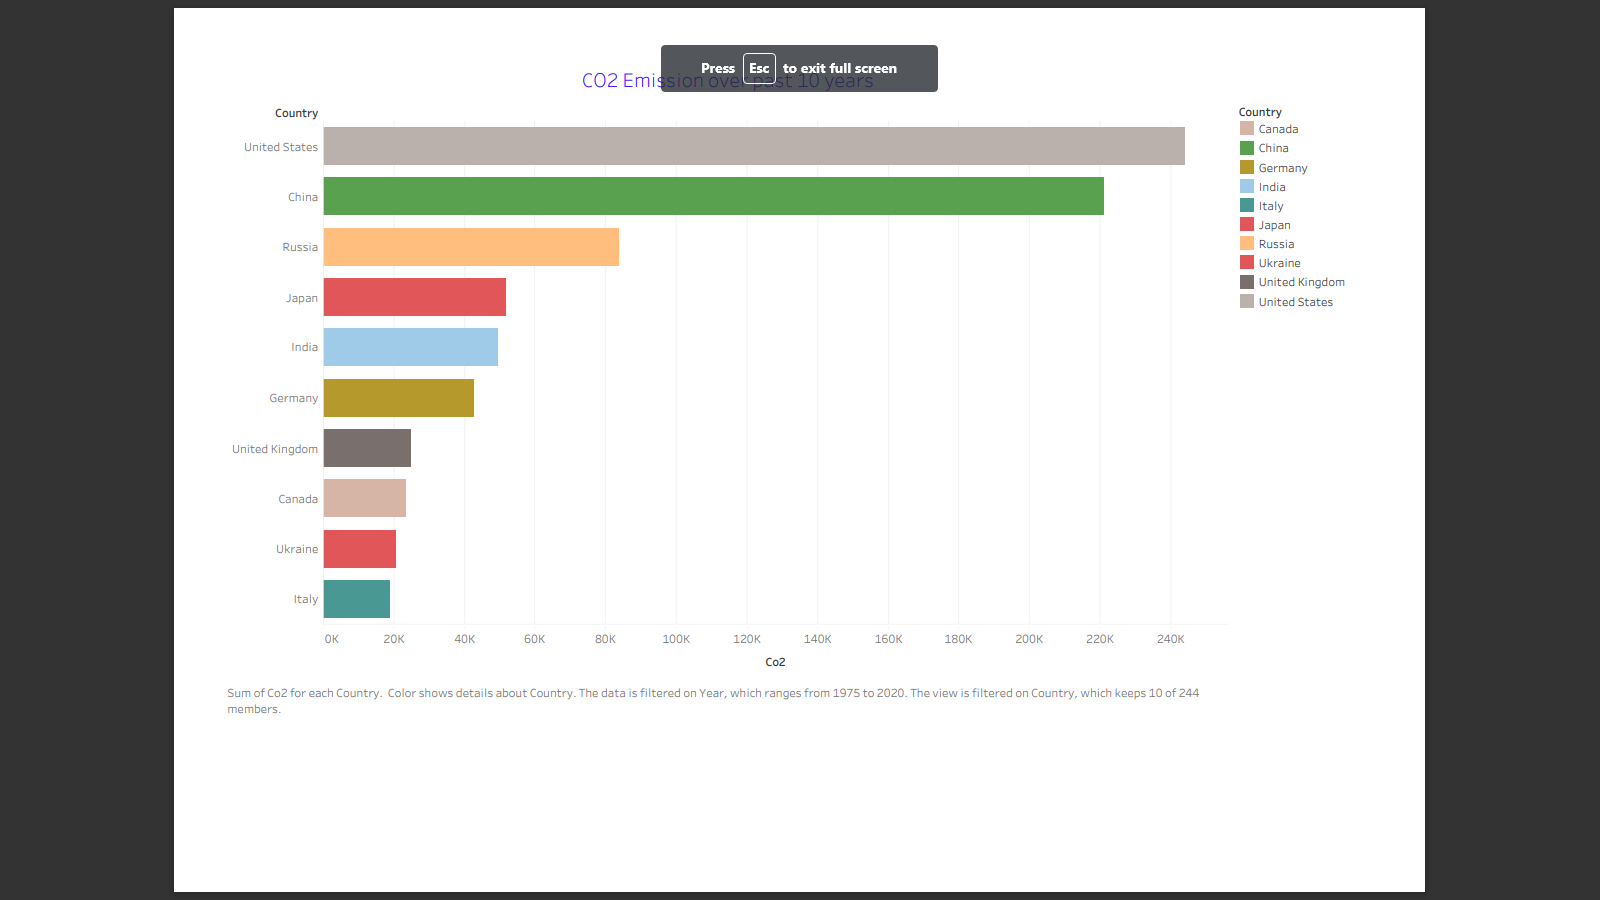 Press Esc to exit full screen
CO2 Emission over past 10 years
Country
United States
China
Russia
Japan
India
Germany
United Kingdom
Canada
Ukraine
Italy
0K 20K 40K 60K 80K 100K 120K 140K 160K 180K 200K 220K 240K
Co2
Country
Canada
China
Germany
India
Italy
Japan
Russia
Ukraine
United Kingdom
United States
Sum of Co2 for each Country.  Color shows details about Country. The data is filtered on Year, which ranges from 1975 to 2020. The view is filtered on Country, which keeps 10 of 244
members.